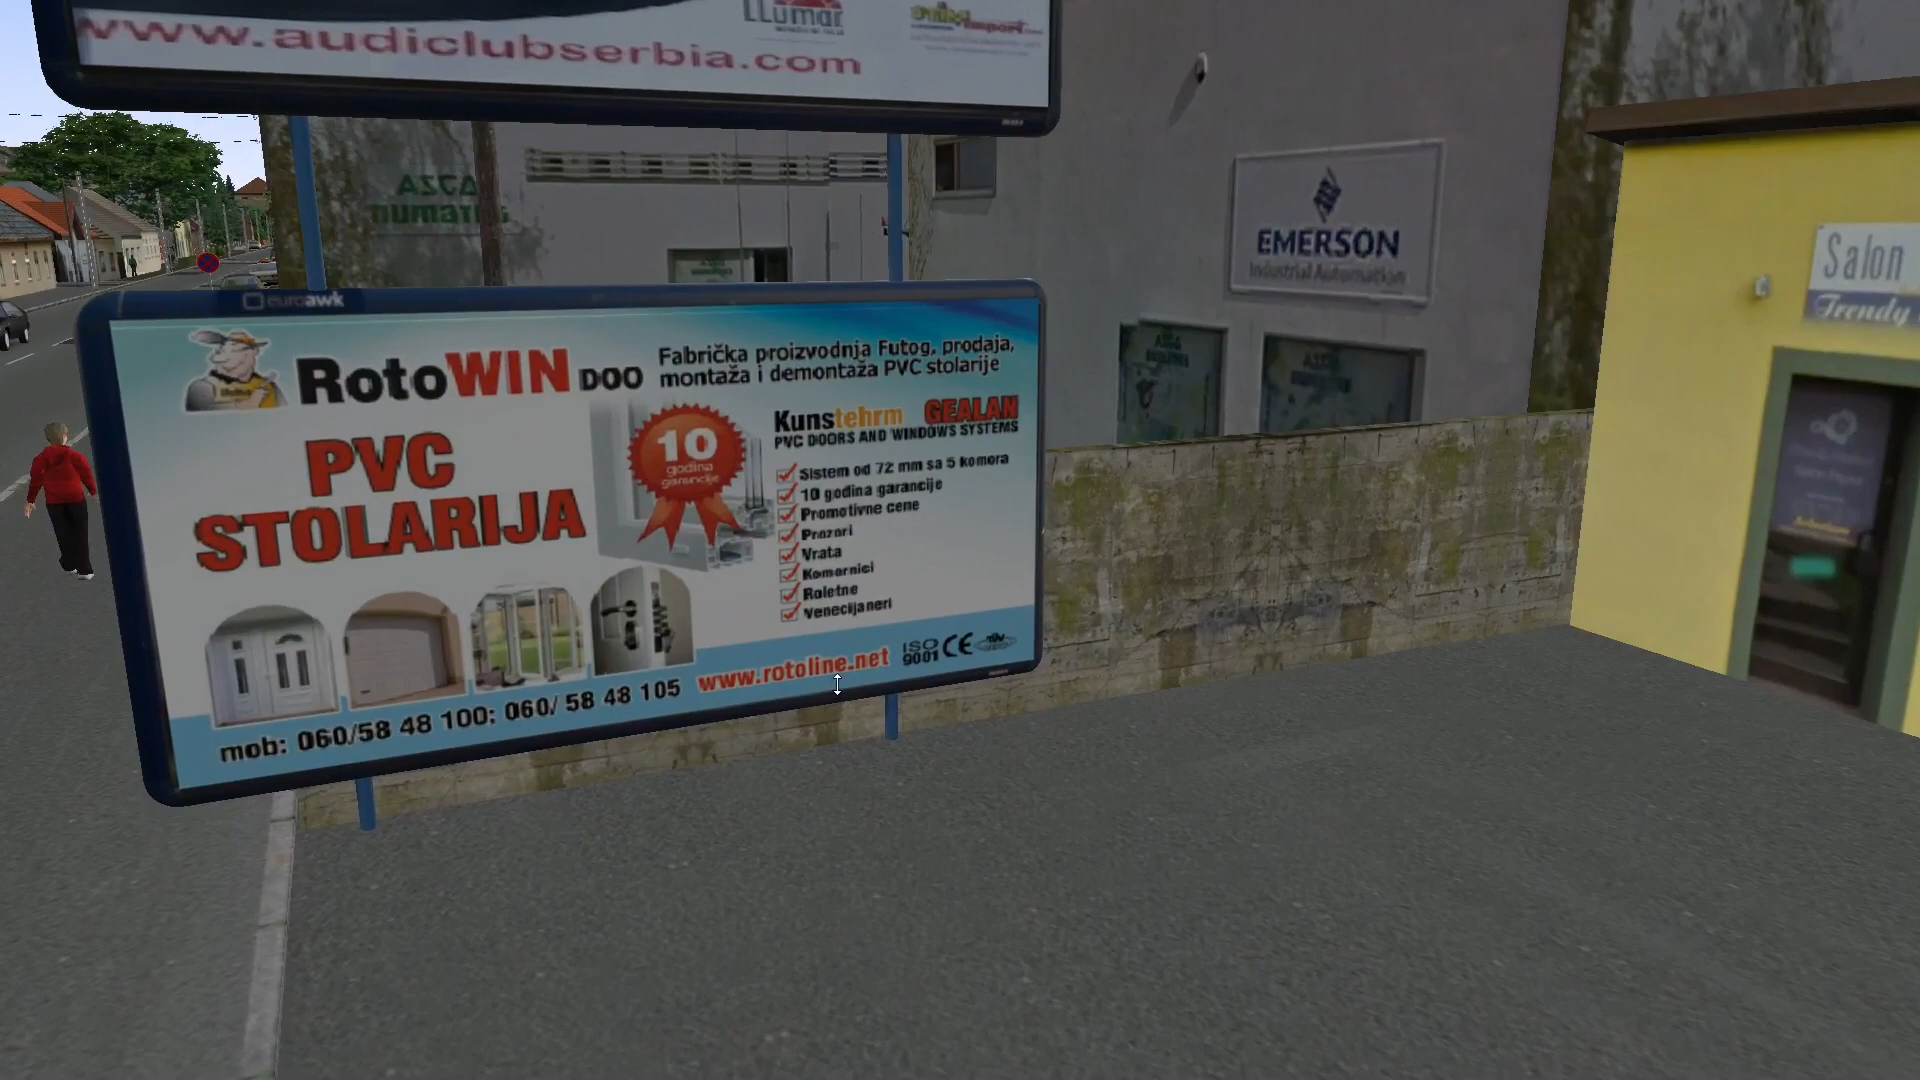 LLumar
www.audiclubserbia.com
ASCA
numatics
euroawk
RotoWIN DOO
Fabrička proizvodnja Futog, prodaja,
montaža i demontaža PVC stolarije
PVC
STOLARIJA
10
godina
garancije
Kunstehrm GEALAN
PVC DOORS AND WINDOWS SYSTEMS
Sistem od 72 mm sa 5 komora
10 godina garancije
Promotivne cene
Prozori
Vrata
Komarnici
Roletne
Venecijaneri
mob: 060/58 48 100; 060/ 58 48 105
www.rotoline.net
ISO
9001
CE
EMERSON
Industrial Automation
Salon
Trendy